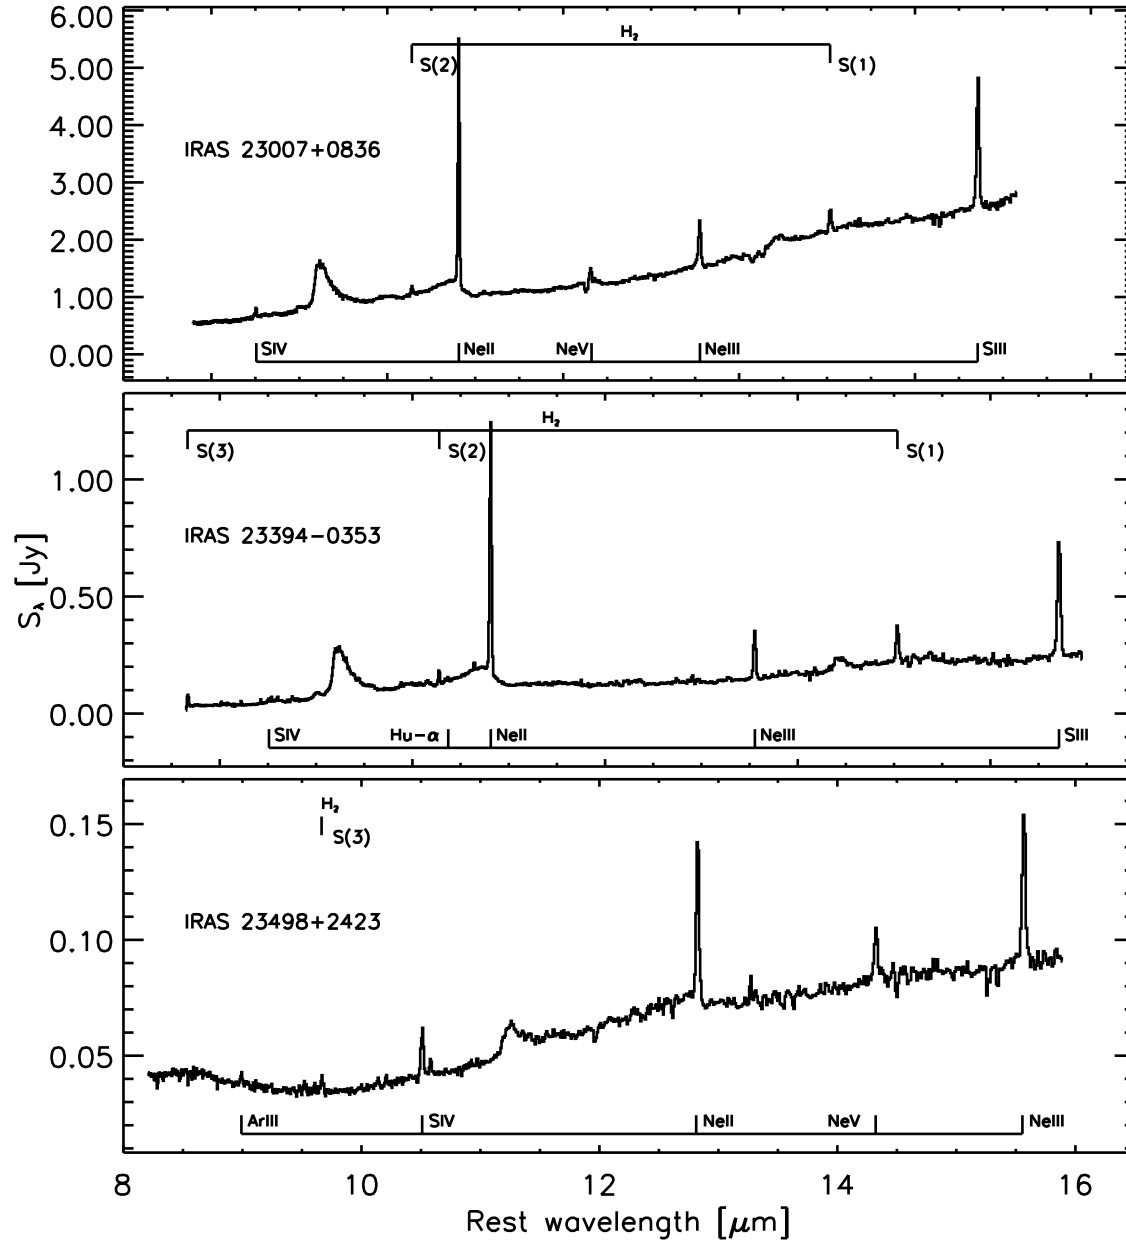 6.00
H₂
5.00
S(2)
S(1)
4.00
IRAS 23007+0836
3.00
2.00
1.00
0.00
SIV
NeII
NeV
NeIII
SIII
H₂
S(3)
S(2)
S(1)
1.00
IRAS 23394−0353
0.50
0.00
SIV
Hu−α
NeII
NeIII
SIII
Sλ [Jy]
H₂
S(3)
0.15
IRAS 23498+2423
0.10
0.05
ArIII
SIV
NeII
NeV
NeIII
8 10 12 14 16
Rest wavelength [μm]